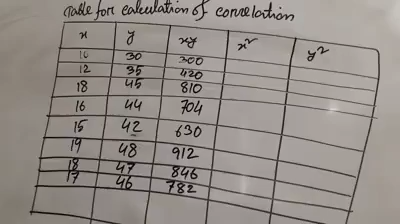 Table for calculation of correlation
x y xy x² y²
10 30 300
12 35 420
18 45 810
16 44 704
15 42 630
19 48 912
18 47 846
17 46 782